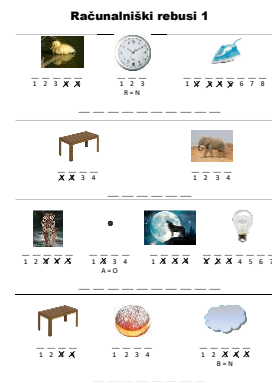 Računalniški rebusi 1
1 2 3 4 5 1 2 3 1 2 3 4 5 6 7 8
R = N
1 2 3 4 1 2 3 4
1 2 3 4 5 1 2 3 4 1 2 3 4 1 2 3 4 5 6 7
A = O
1 2 3 4 1 2 3 4 1 2 3 4 5
B = N